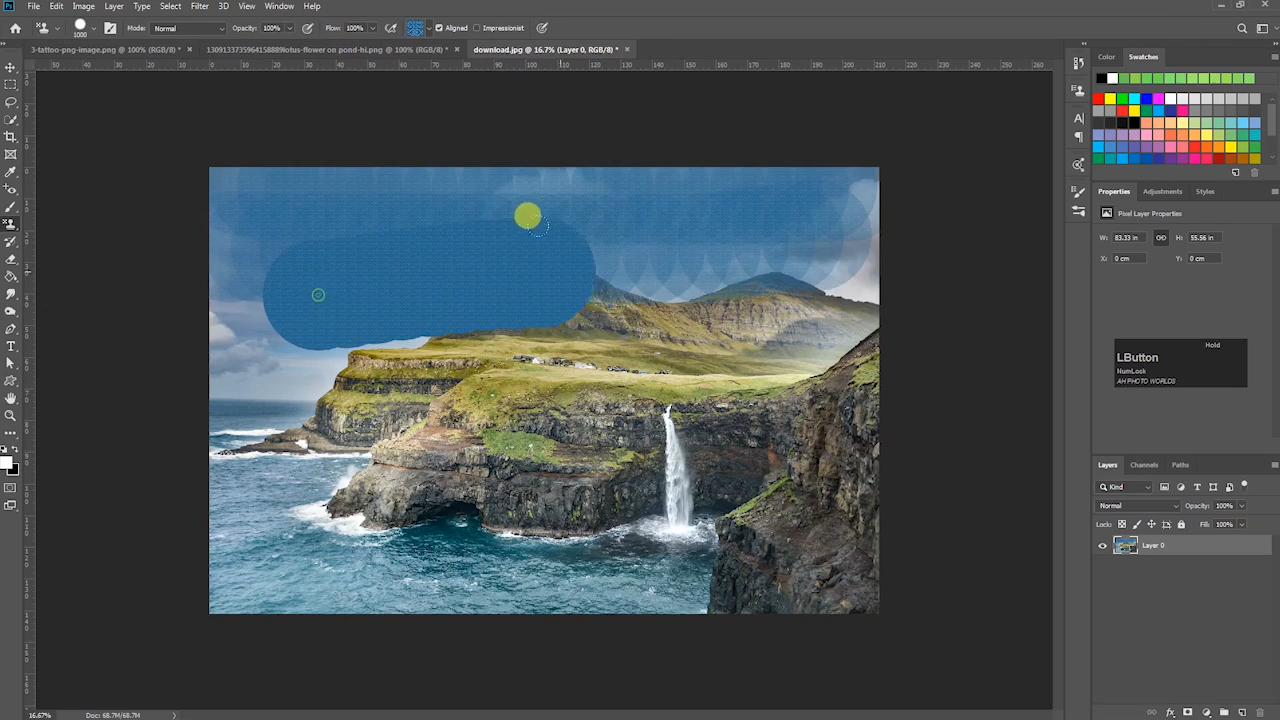 Ps File Edit Image Layer Type Select Filter 3D View Window Help
1000 Mode: Normal Opacity: 100% Flow: 100% Aligned Impressionist
3-tattoo-png-image.png @ 100% (RGB/8) * × download.jpg @ 16.7% (Layer 0, RGB/8) * ×
Color Swatches
Properties Adjustments Styles
Pixel Layer Properties
W: 83.33 in H: 55.56 in
X: 0 cm Y: 0 cm
Hold
LButton
NumLock
AH PHOTO WORLDS
Layers Channels Paths
Kind
Normal Opacity: 100%
Lock: Fill: 100%
Layer 0
16.67% Doc: 68.7M/68.7M